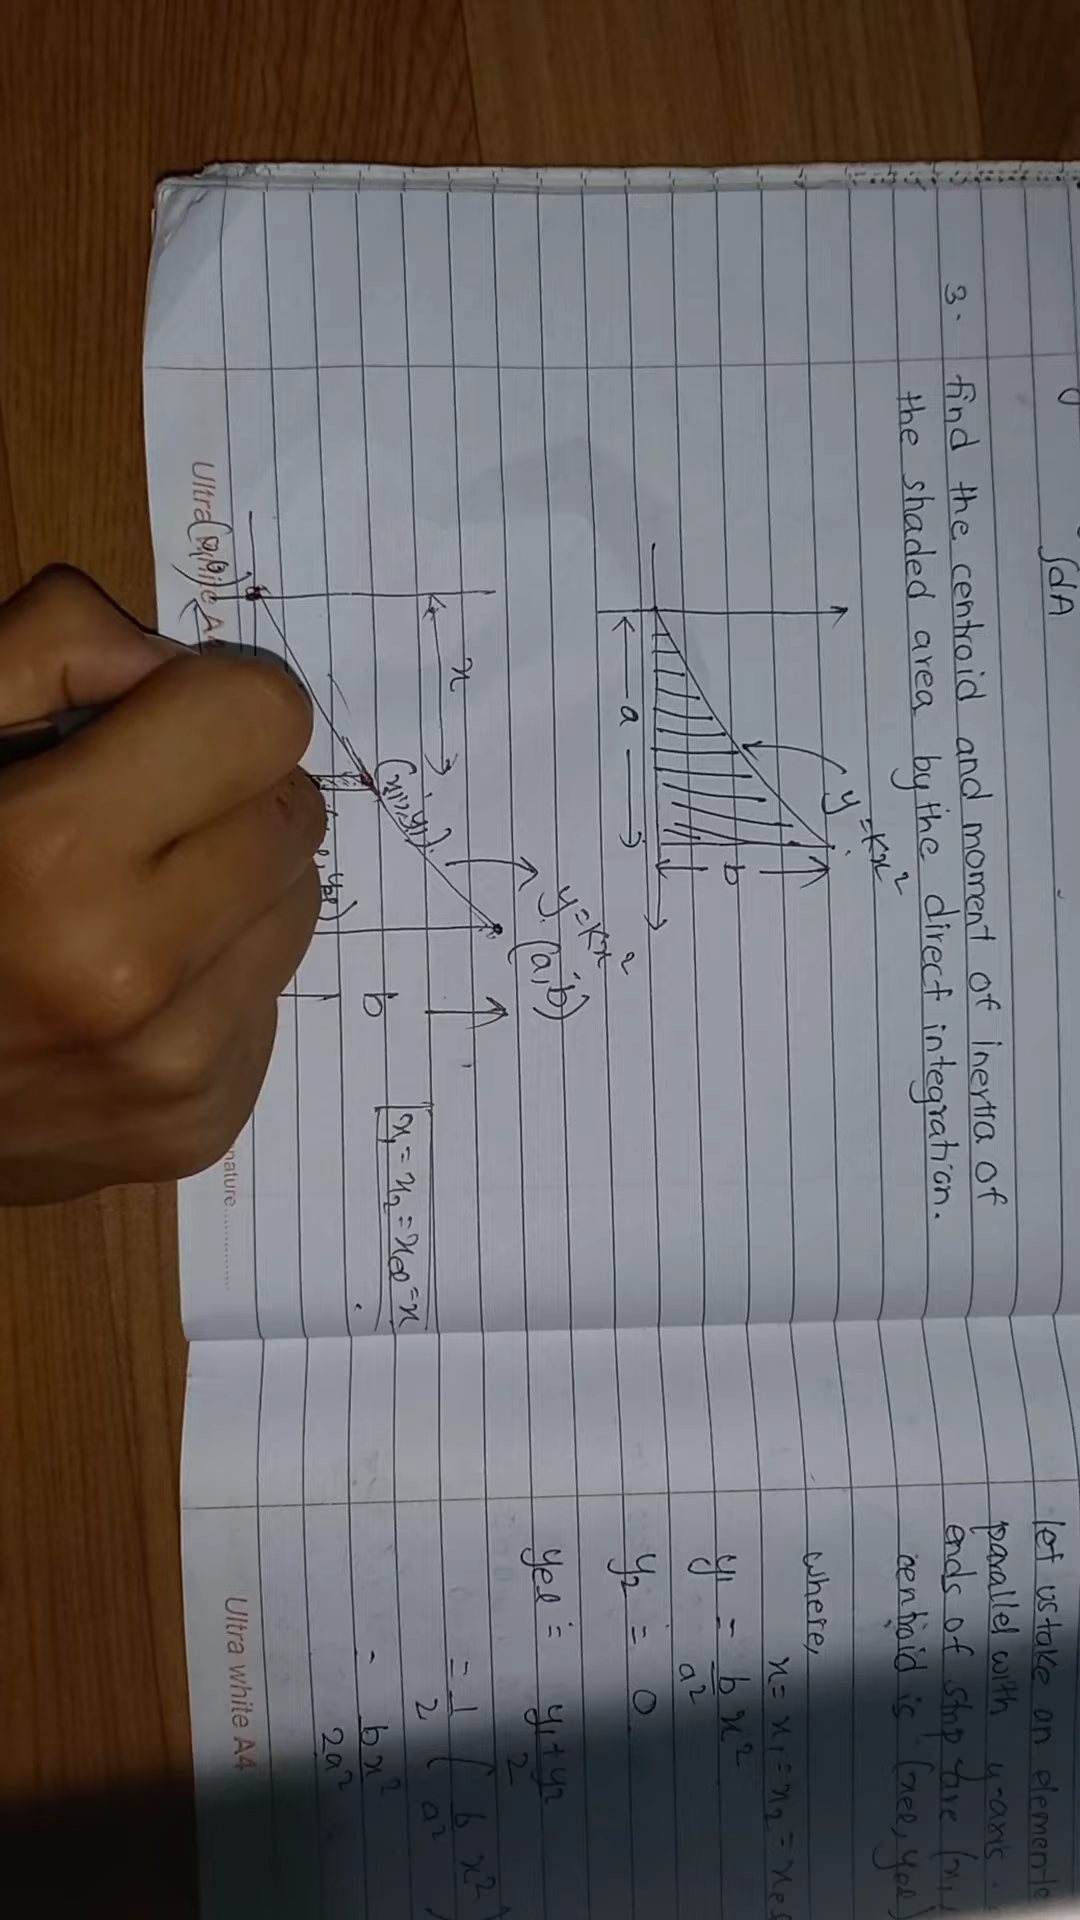 ∫dA
3. find the centroid and moment of inertia of
the shaded area by the direct integration.
y=kx²
b
a
x
y=kx²
(a,b)
(x₁,y₁)
b
x₁=x₂=xel=x
Ultra
nature
let us take an
parallel with y-axis.
ends of strip are (x₁
centroid is (xel, yel)
where,
x=x₁=x₂=xel
y₁ = b/a² x²
y₂ = 0
yel = y₁+y₂/2
= 1/2 ( b/a² x² )
= bx²/2a²
Ultra white A4